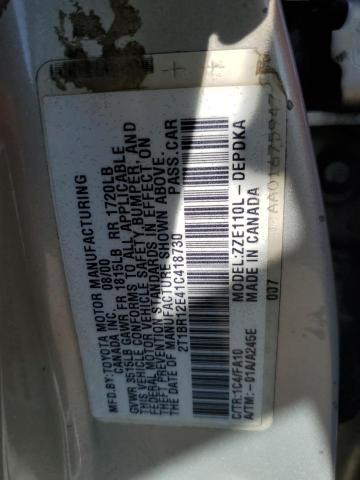 MFD.BY:TOYOTA MOTOR MANUFACTURING
CANADA INC. 08/00
GVWR 3515LB GAWR FR 1815LB RR 1720LB
THIS VEHICLE CONFORMS TO ALL APPLICABLE
FEDERAL MOTOR VEHICLE SAFETY, BUMPER, AND
THEFT PREVENTION STANDARDS IN EFFECT ON
THE DATE OF MANUFACTURE SHOWN ABOVE.
2T1BR12E41C418730 PASS.CAR
C/TR:1C4/FA10 MODEL:ZZE110L-DEPDKA
A/TM:-01A/A245E MADE IN CANADA
007